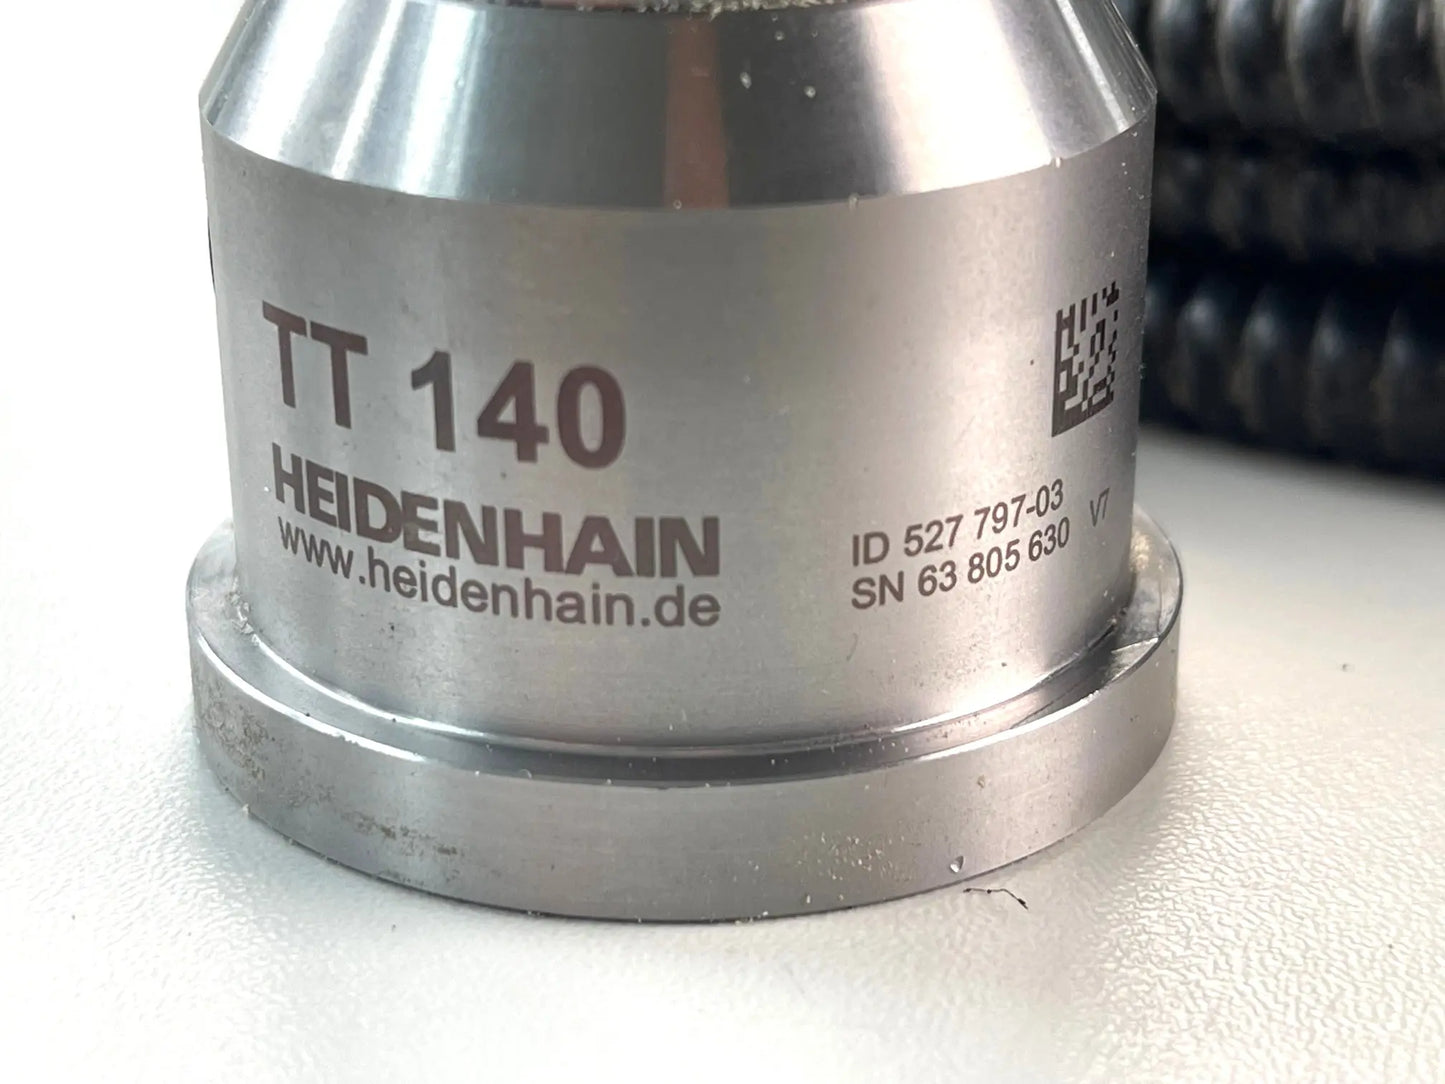 TT 140
HEIDENHAIN
www.heidenhain.de
ID 527 797-03
SN 63 805 630 V7